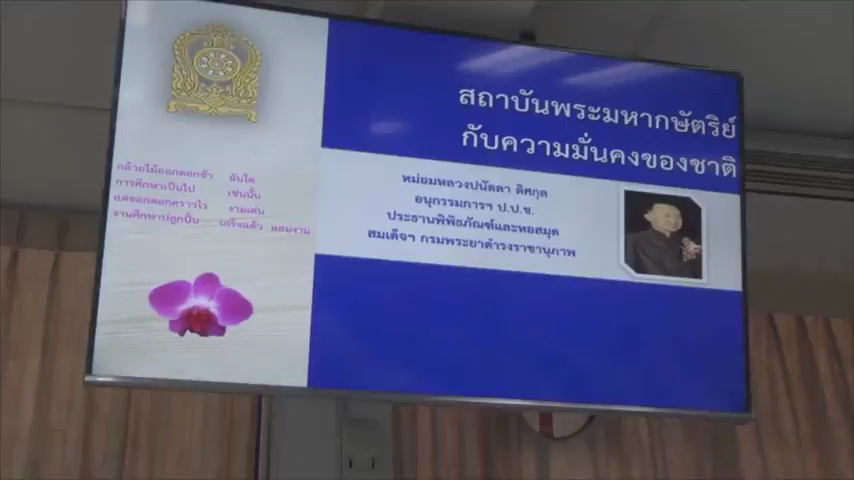 สถาบันพระมหากษัตริย์
กับความมั่นคงของชาติ
หม่อมหลวงปนัดดา ดิศกุล
อนุกรรมการฯ ป.ป.ช.
ประธานพิพิธภัณฑ์และหอสมุด
สมเด็จฯ กรมพระยาดำรงราชานุภาพ
กล้วยไม้ออกดอกช้า ฉันใด
การศึกษาเป็นไป เช่นนั้น
แต่ออกดอกคราวไร งามเด่น
งานศึกษาปลูกปั้น เสร็จแล้ว แสนงาม